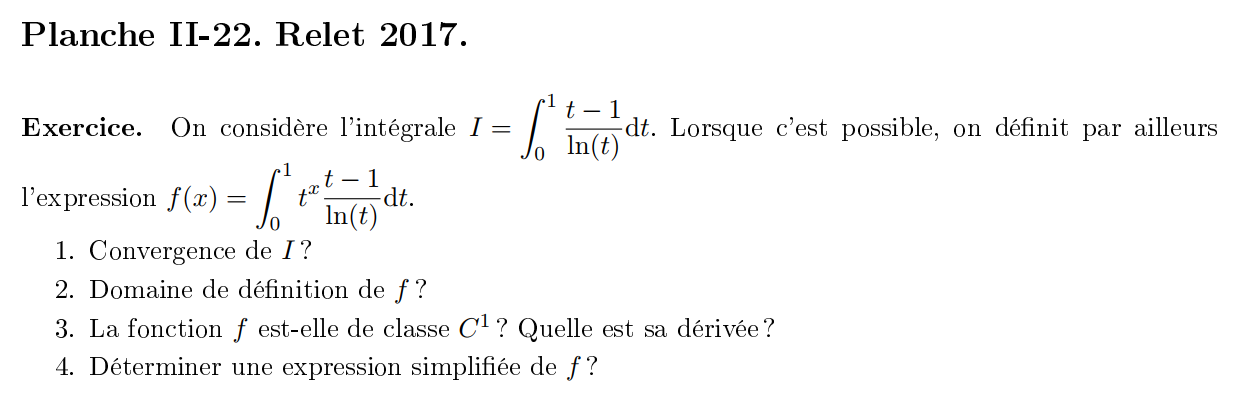 Planche II-22. Relet 2017.
Exercice. On considère l'intégrale $I = \int_0^1 \frac{t-1}{\ln(t)} \mathrm{d}t$. Lorsque c'est possible, on définit par ailleurs
l'expression $f(x) = \int_0^1 t^x \frac{t-1}{\ln(t)} \mathrm{d}t$.
1. Convergence de $I$ ?
2. Domaine de définition de $f$ ?
3. La fonction $f$ est-elle de classe $C^1$ ? Quelle est sa dérivée ?
4. Déterminer une expression simplifiée de $f$ ?